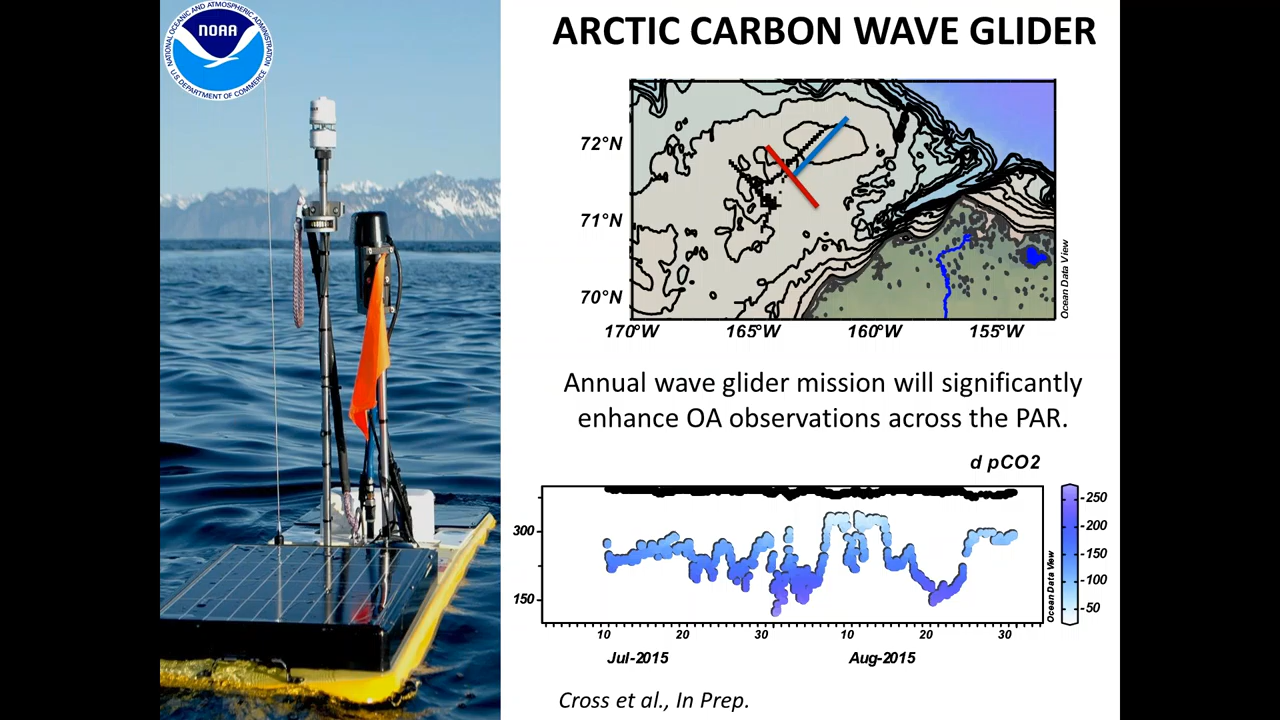 NATIONAL OCEANIC AND ATMOSPHERIC ADMINISTRATION
NOAA
U.S. DEPARTMENT OF COMMERCE
ARCTIC CARBON WAVE GLIDER
72°N
71°N
70°N
170°W 165°W 160°W 155°W
Ocean Data View
Annual wave glider mission will significantly
enhance OA observations across the PAR.
d pCO2
300
150
-250
-200
-150
-100
-50
Ocean Data View
10 20 30 10 20 30
Jul-2015 Aug-2015
Cross et al., In Prep.